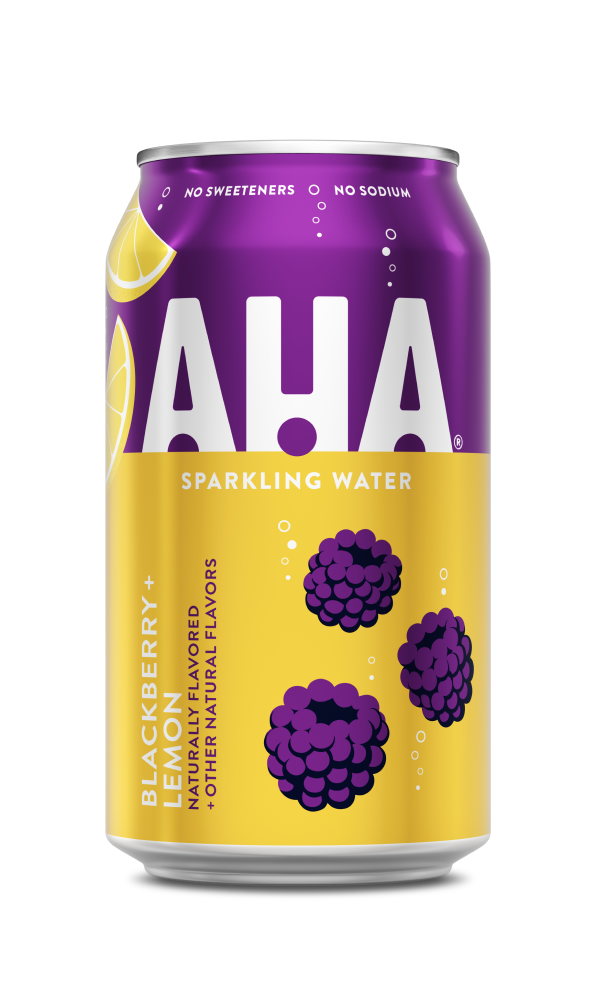 NO SWEETENERS NO SODIUM
AHA®
SPARKLING WATER
BLACKBERRY +
LEMON
NATURALLY FLAVORED
+ OTHER NATURAL FLAVORS